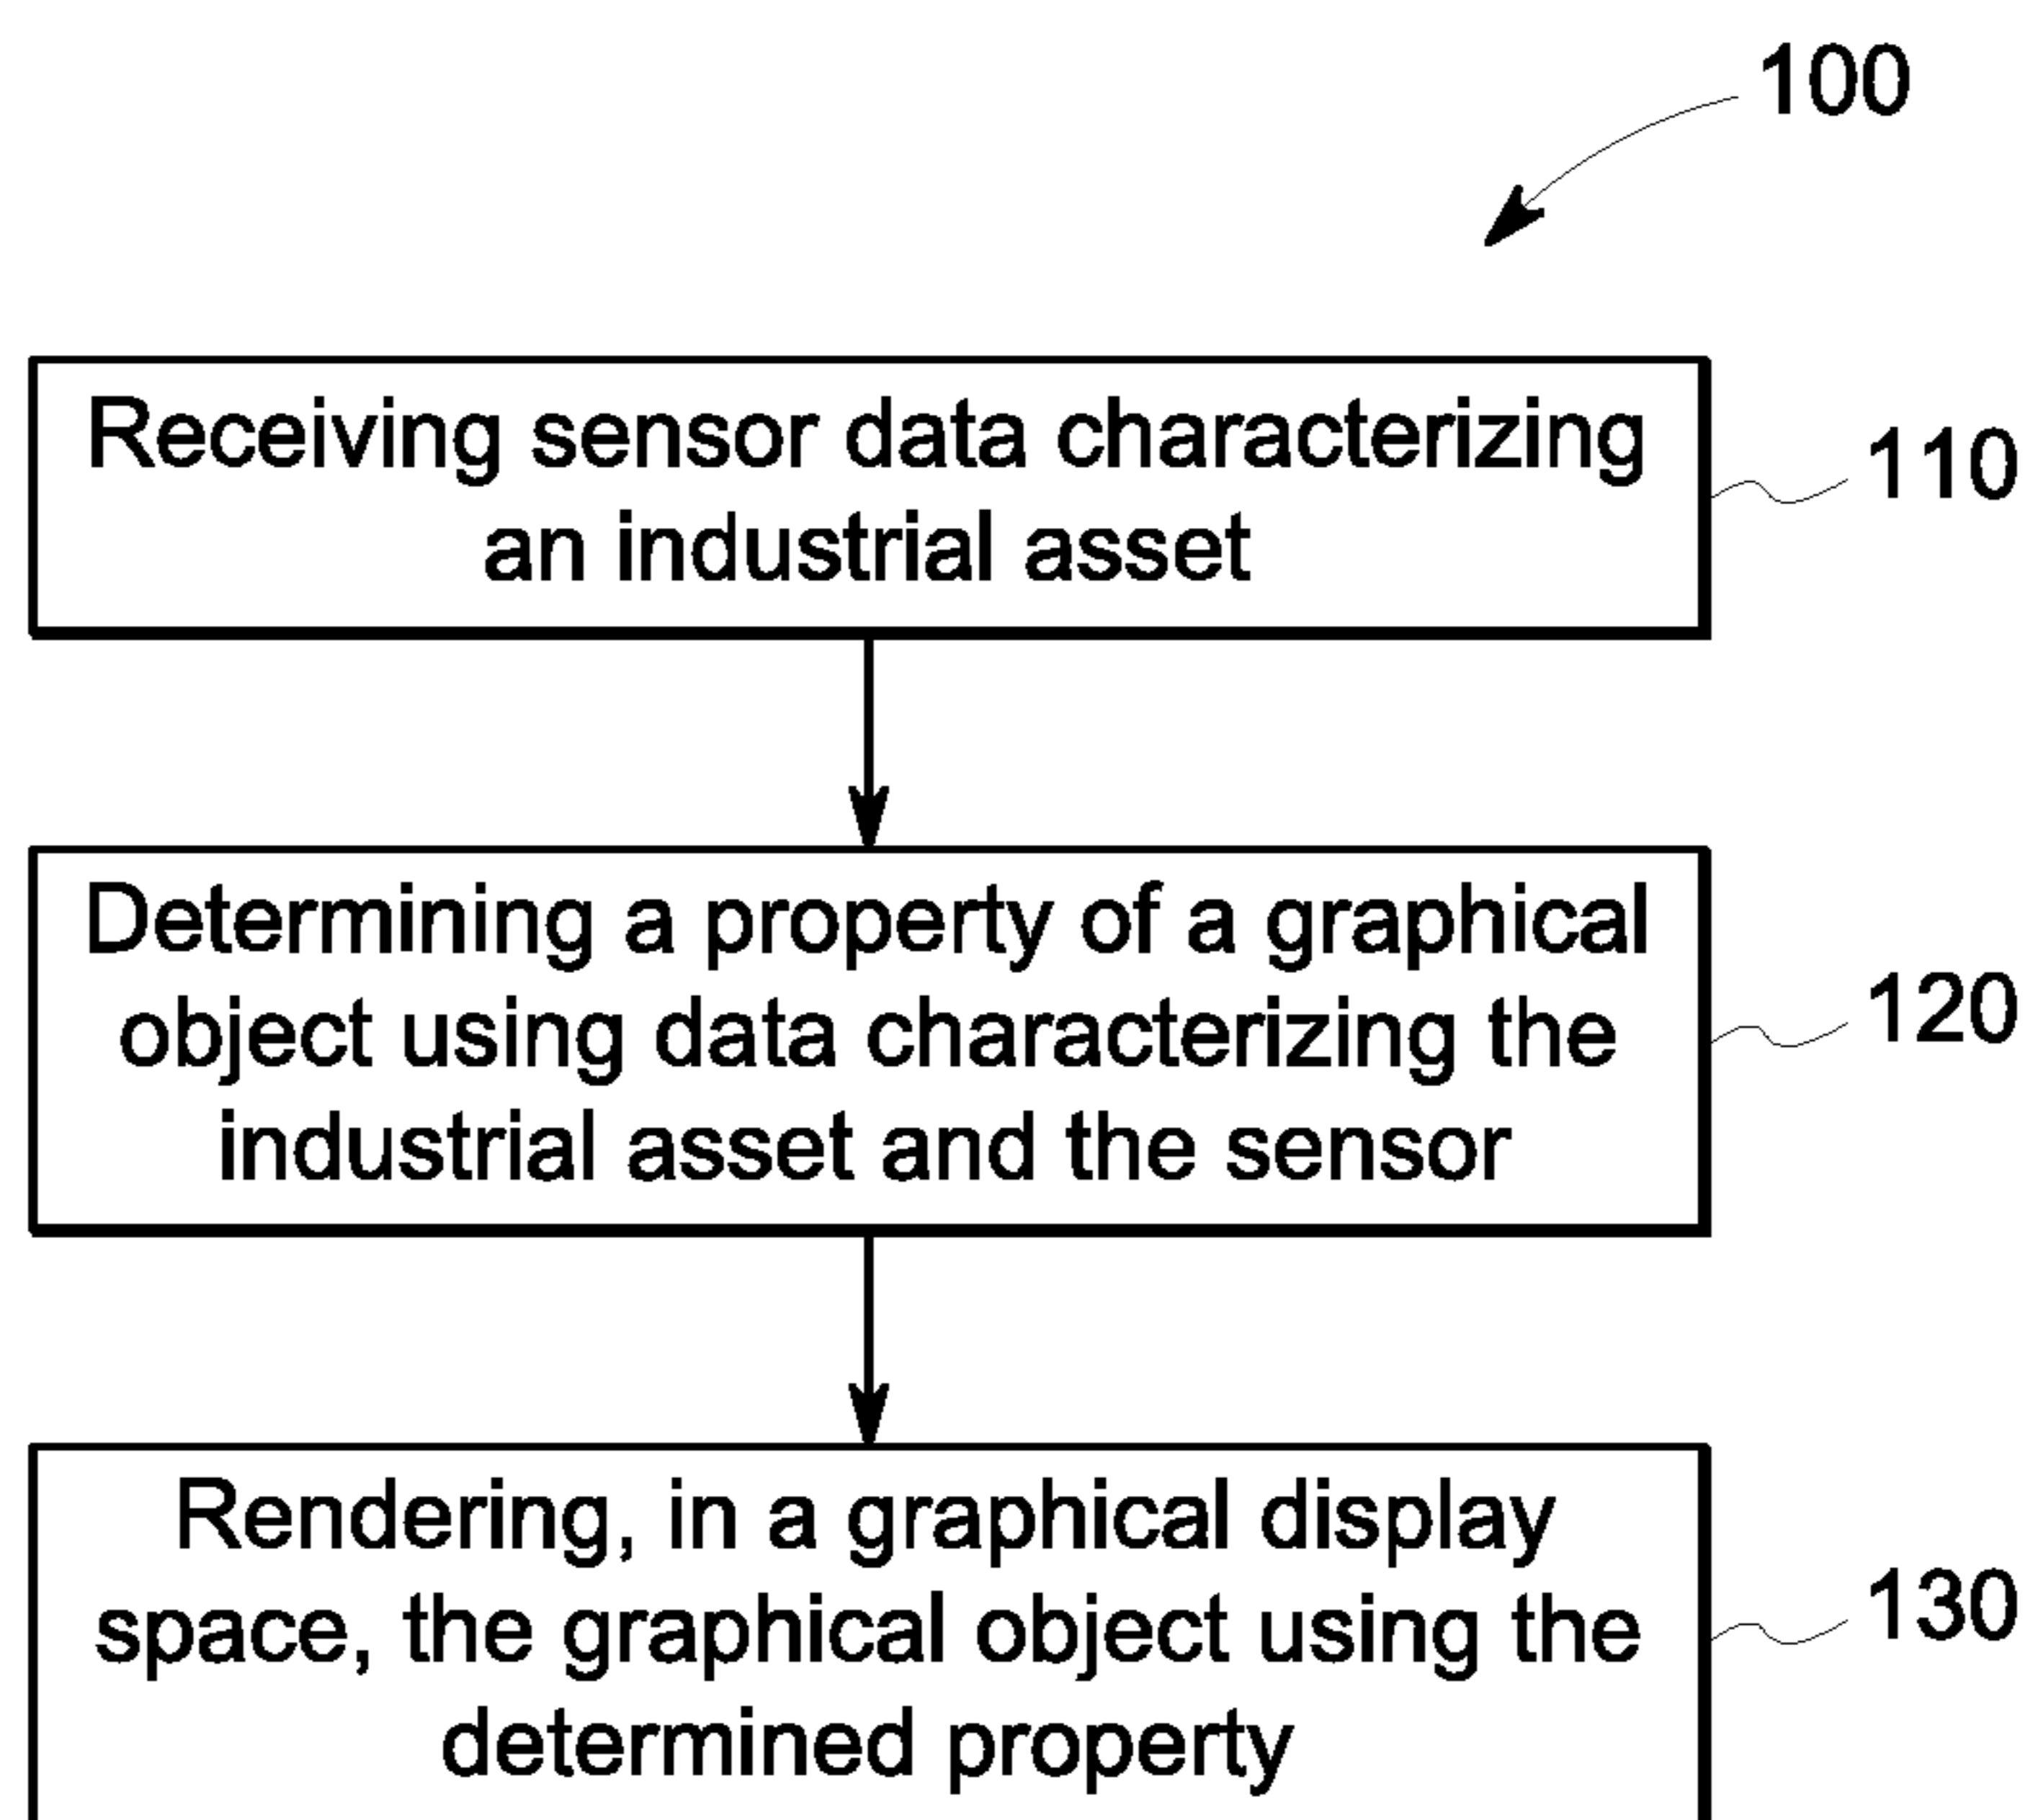 100
Receiving sensor data characterizing
an industrial asset
110
Determining a property of a graphical
object using data characterizing the
industrial asset and the sensor
120
Rendering, in a graphical display
space, the graphical object using the
determined property
130